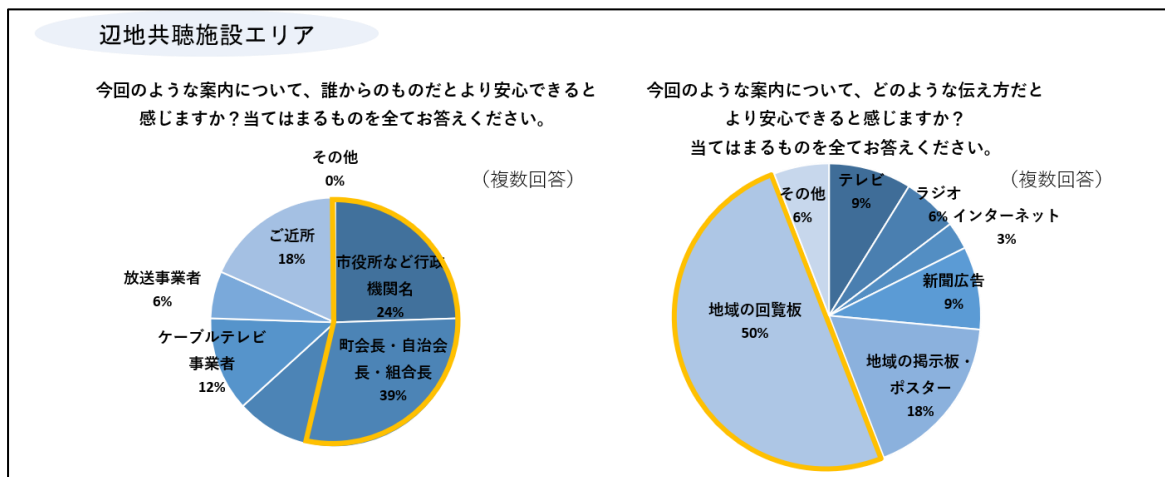 辺地共聴施設エリア
今回のような案内について、誰からのものだとより安心できると
感じますか？当てはまるものを全てお答えください。
（複数回答）
その他
0%
市役所など行政
機関名
24%
町会長・自治会
長・組合長
39%
ケーブルテレビ
事業者
12%
放送事業者
6%
ご近所
18%
今回のような案内について、どのような伝え方だと
より安心できると感じますか？
当てはまるものを全てお答えください。
（複数回答）
テレビ
9%
ラジオ
6%
インターネット
3%
新聞広告
9%
地域の掲示板・
ポスター
18%
地域の回覧板
50%
その他
6%